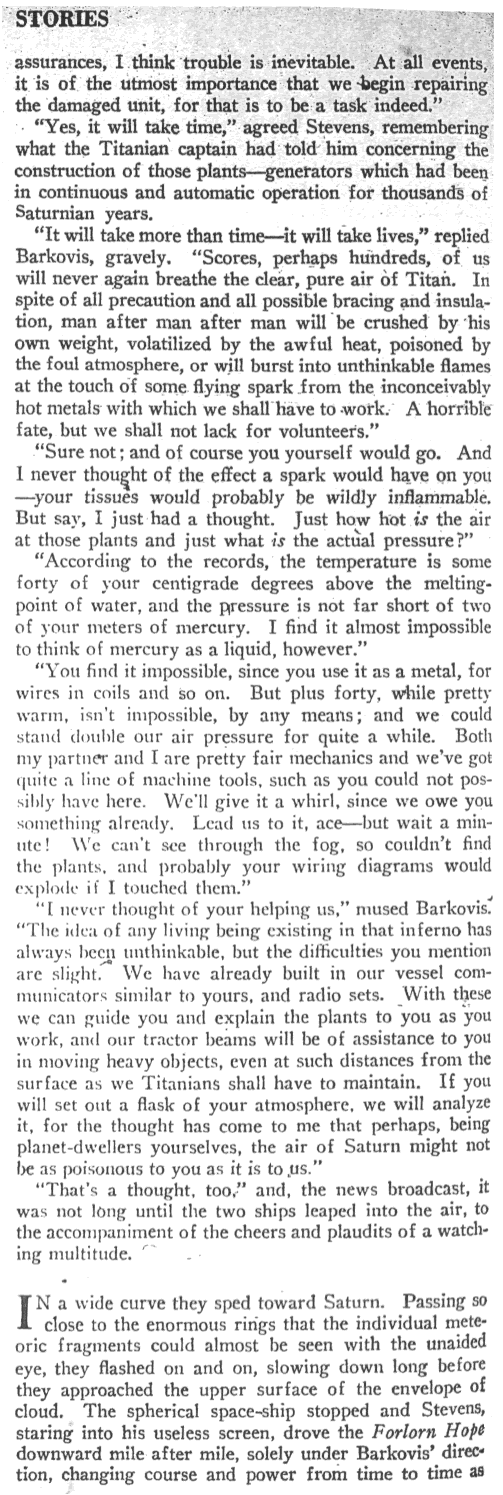 STORIES
assurances, I think trouble is inevitable. At all events,
it is of the utmost importance that we begin repairing
the damaged unit, for that is to be a task indeed."
"Yes, it will take time," agreed Stevens, remembering
what the Titanian captain had told him concerning the
construction of those plants—generators which had been
in continuous and automatic operation for thousands of
Saturnian years.
"It will take more than time—it will take lives," replied
Barkovis, gravely. "Scores, perhaps hundreds, of us
will never again breathe the clear, pure air of Titan. In
spite of all precaution and all possible bracing and insula-
tion, man after man after man will be crushed by his
own weight, volatilized by the awful heat, poisoned by
the foul atmosphere, or will burst into unthinkable flames
at the touch of some flying spark from the inconceivably
hot metals with which we shall have to work. A horrible
fate, but we shall not lack for volunteers."
"Sure not; and of course you yourself would go. And
I never thought of the effect a spark would have on you
—your tissues would probably be wildly inflammable.
But say, I just had a thought. Just how hot is the air
at those plants and just what is the actual pressure?"
"According to the records, the temperature is some
forty of your centigrade degrees above the melting-
point of water, and the pressure is not far short of two
of your meters of mercury. I find it almost impossible
to think of mercury as a liquid, however."
"You find it impossible, since you use it as a metal, for
wires in coils and so on. But plus forty, while pretty
warm, isn't impossible, by any means; and we could
stand double our air pressure for quite a while. Both
my partner and I are pretty fair mechanics and we've got
quite a line of machine tools, such as you could not pos-
sibly have here. We'll give it a whirl, since we owe you
something already. Lead us to it, ace—but wait a min-
ute! We can't see through the fog, so couldn't find
the plants, and probably your wiring diagrams would
explode if I touched them."
"I never thought of your helping us," mused Barkovis.
"The idea of any living being existing in that inferno has
always been unthinkable, but the difficulties you mention
are slight. We have already built in our vessel com-
municators similar to yours, and radio sets. With these
we can guide you and explain the plants to you as you
work, and our tractor beams will be of assistance to you
in moving heavy objects, even at such distances from the
surface as we Titanians shall have to maintain. If you
will set out a flask of your atmosphere, we will analyze
it, for the thought has come to me that perhaps, being
planet-dwellers yourselves, the air of Saturn might not
be as poisonous to you as it is to us."
"That's a thought, too," and, the news broadcast, it
was not long until the two ships leaped into the air, to
the accompaniment of the cheers and plaudits of a watch-
ing multitude.
IN a wide curve they sped toward Saturn. Passing so
close to the enormous rings that the individual mete-
oric fragments could almost be seen with the unaided
eye, they flashed on and on, slowing down long before
they approached the upper surface of the envelope of
cloud. The spherical space-ship stopped and Stevens,
staring into his useless screen, drove the Forlorn Hope
downward mile after mile, solely under Barkovis' direc-
tion, changing course and power from time to time as